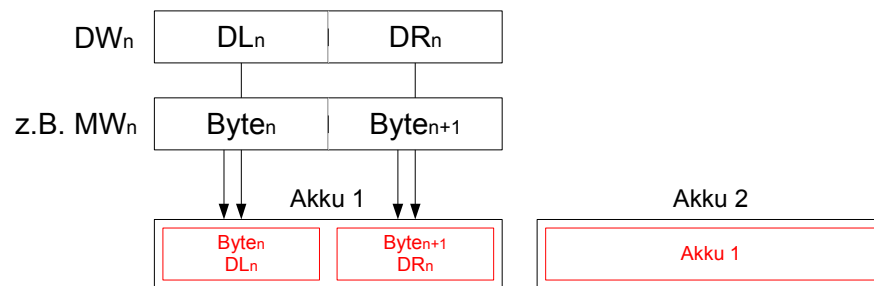 DWn DLn DRn
z.B. MWn Byten Byten+1
Akku 1 Akku 2
Byten Byten+1
DLn DRn
Akku 1